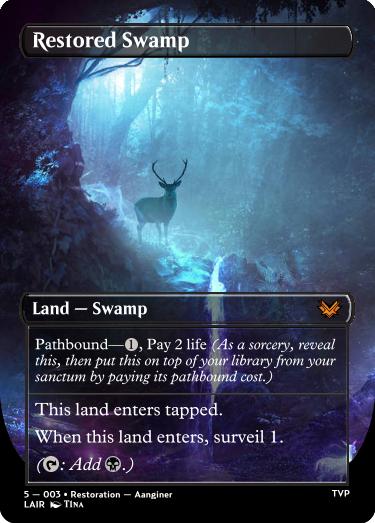 Restored Swamp
Land — Swamp
Pathbound—1, Pay 2 life (As a sorcery, reveal
this, then put this on top of your library from your
sanctum by paying its pathbound cost.)
This land enters tapped.
When this land enters, surveil 1.
(: Add .)
5 — 003 • Restoration — Aanginer TVP
LAIR Tina